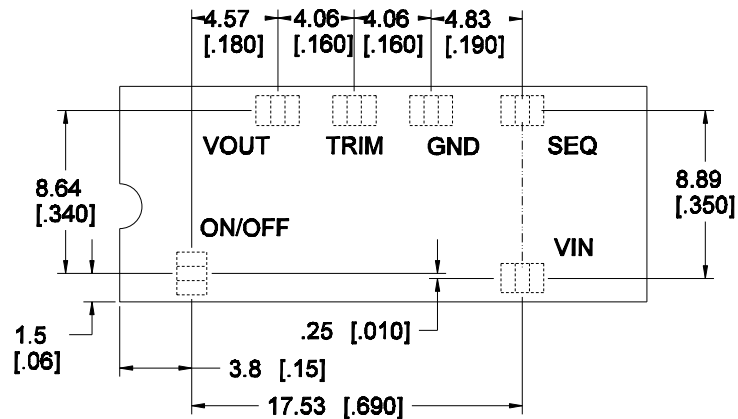 4.57 4.06 4.06 4.83
[.180] [.160] [.160] [.190]
VOUT TRIM GND SEQ
8.64
[.340]
8.89
[.350]
ON/OFF
VIN
1.5
[.06]
.25 [.010]
3.8 [.15]
17.53 [.690]